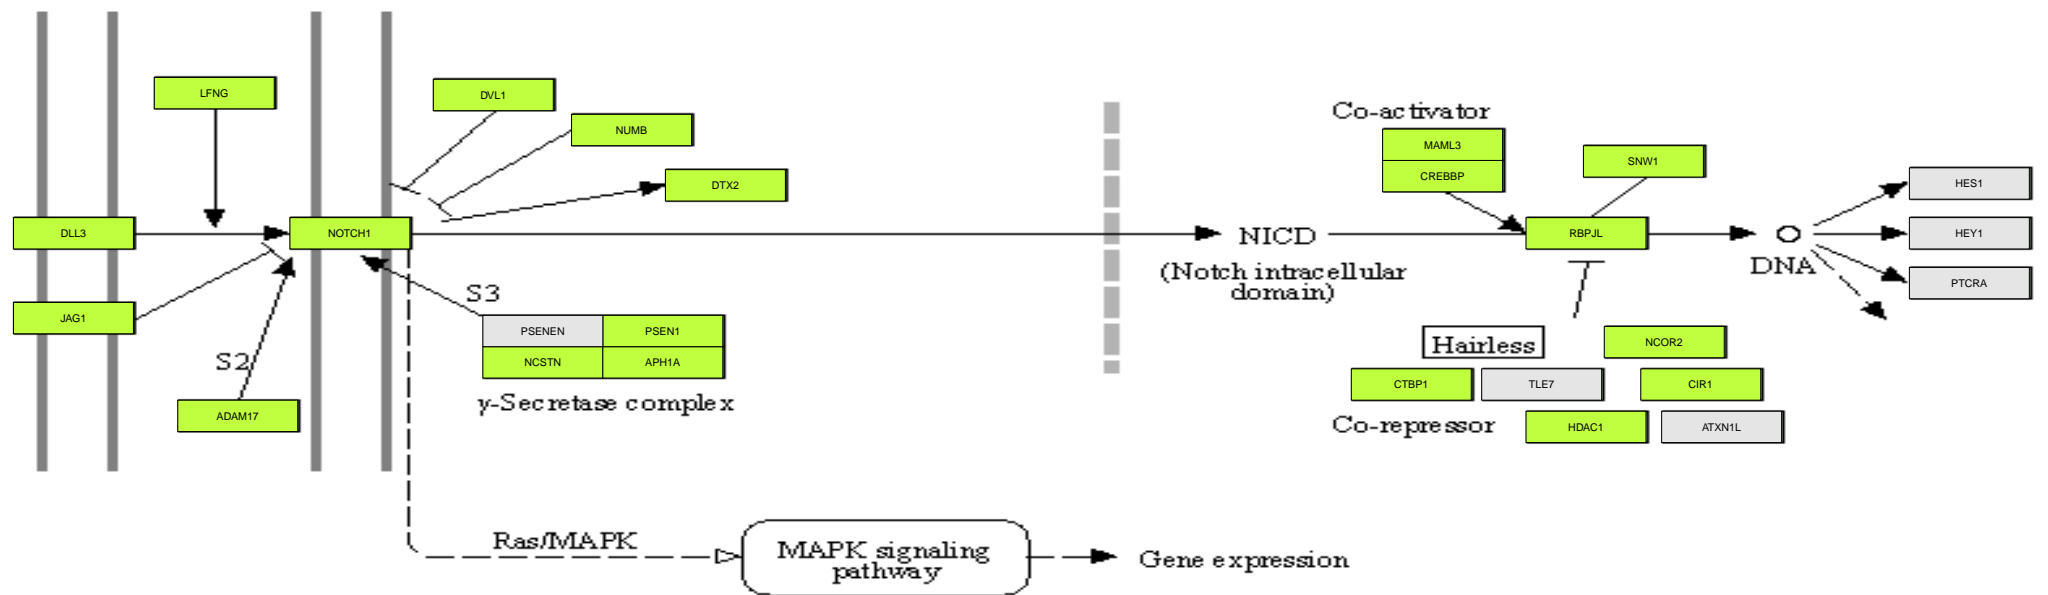 LFNG
DVL1
NUMB
DTX2
DLL3
NOTCH1
JAG1
S2
S3
ADAM17
PSENEN PSEN1
NCSTN APH1A
γ-Secretase complex
NICD
(Notch intracellular
domain)
Co-activator
MAML3
CREBBP
SNW1
RBPJL
DNA
HES1
HEY1
PTCRA
Hairless
NCOR2
CTBP1 TLE7 CIR1
Co-repressor
HDAC1 ATXN1L
Ras/MAPK
MAPK signaling
pathway
Gene expression